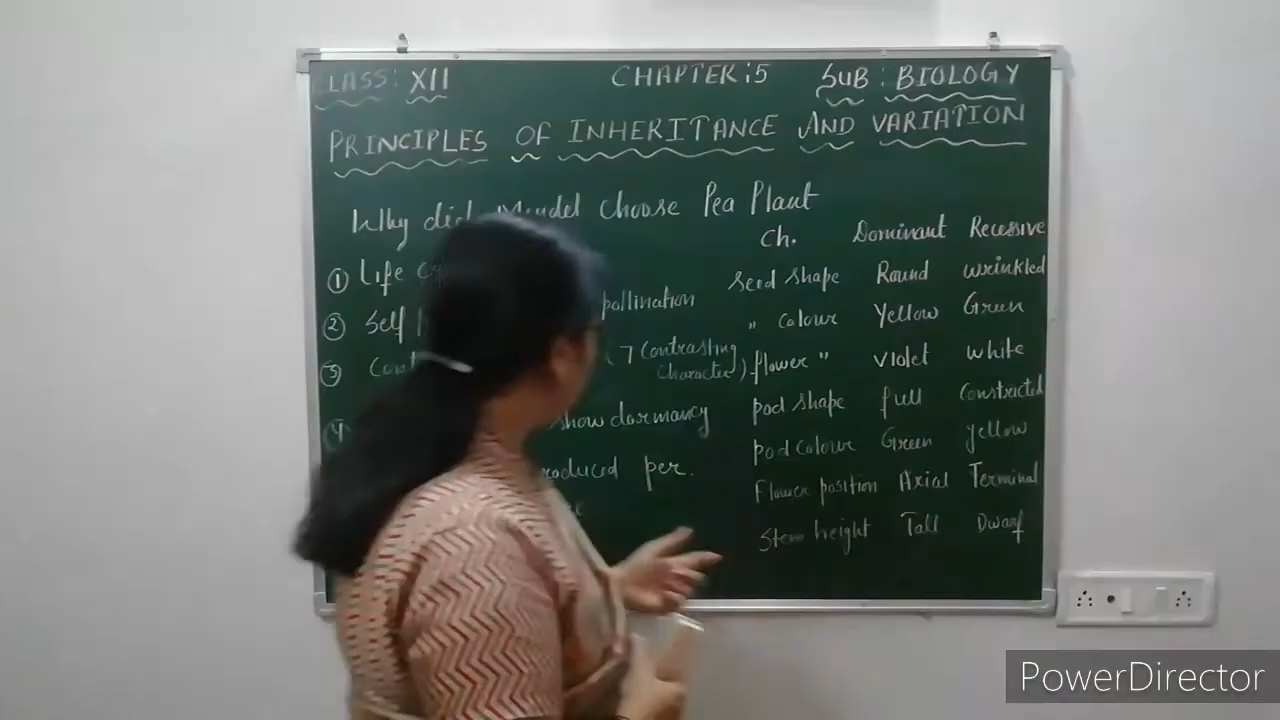 CLASS: XII CHAPTER:5 SUB: BIOLOGY
PRINCIPLES OF INHERITANCE AND VARIATION
Why did Mendel choose Pea Plant
Ch. Dominant Recessive
① Life
seed shape Round wrinkled
② Self pollination
" colour Yellow Green
③ (7 Contrasting Character)
flower " violet white
④ show dormancy
pod shape full Constricted
pod colour Green Yellow
per.
Flower position Axial Terminal
Stem height Tall Dwarf
PowerDirector